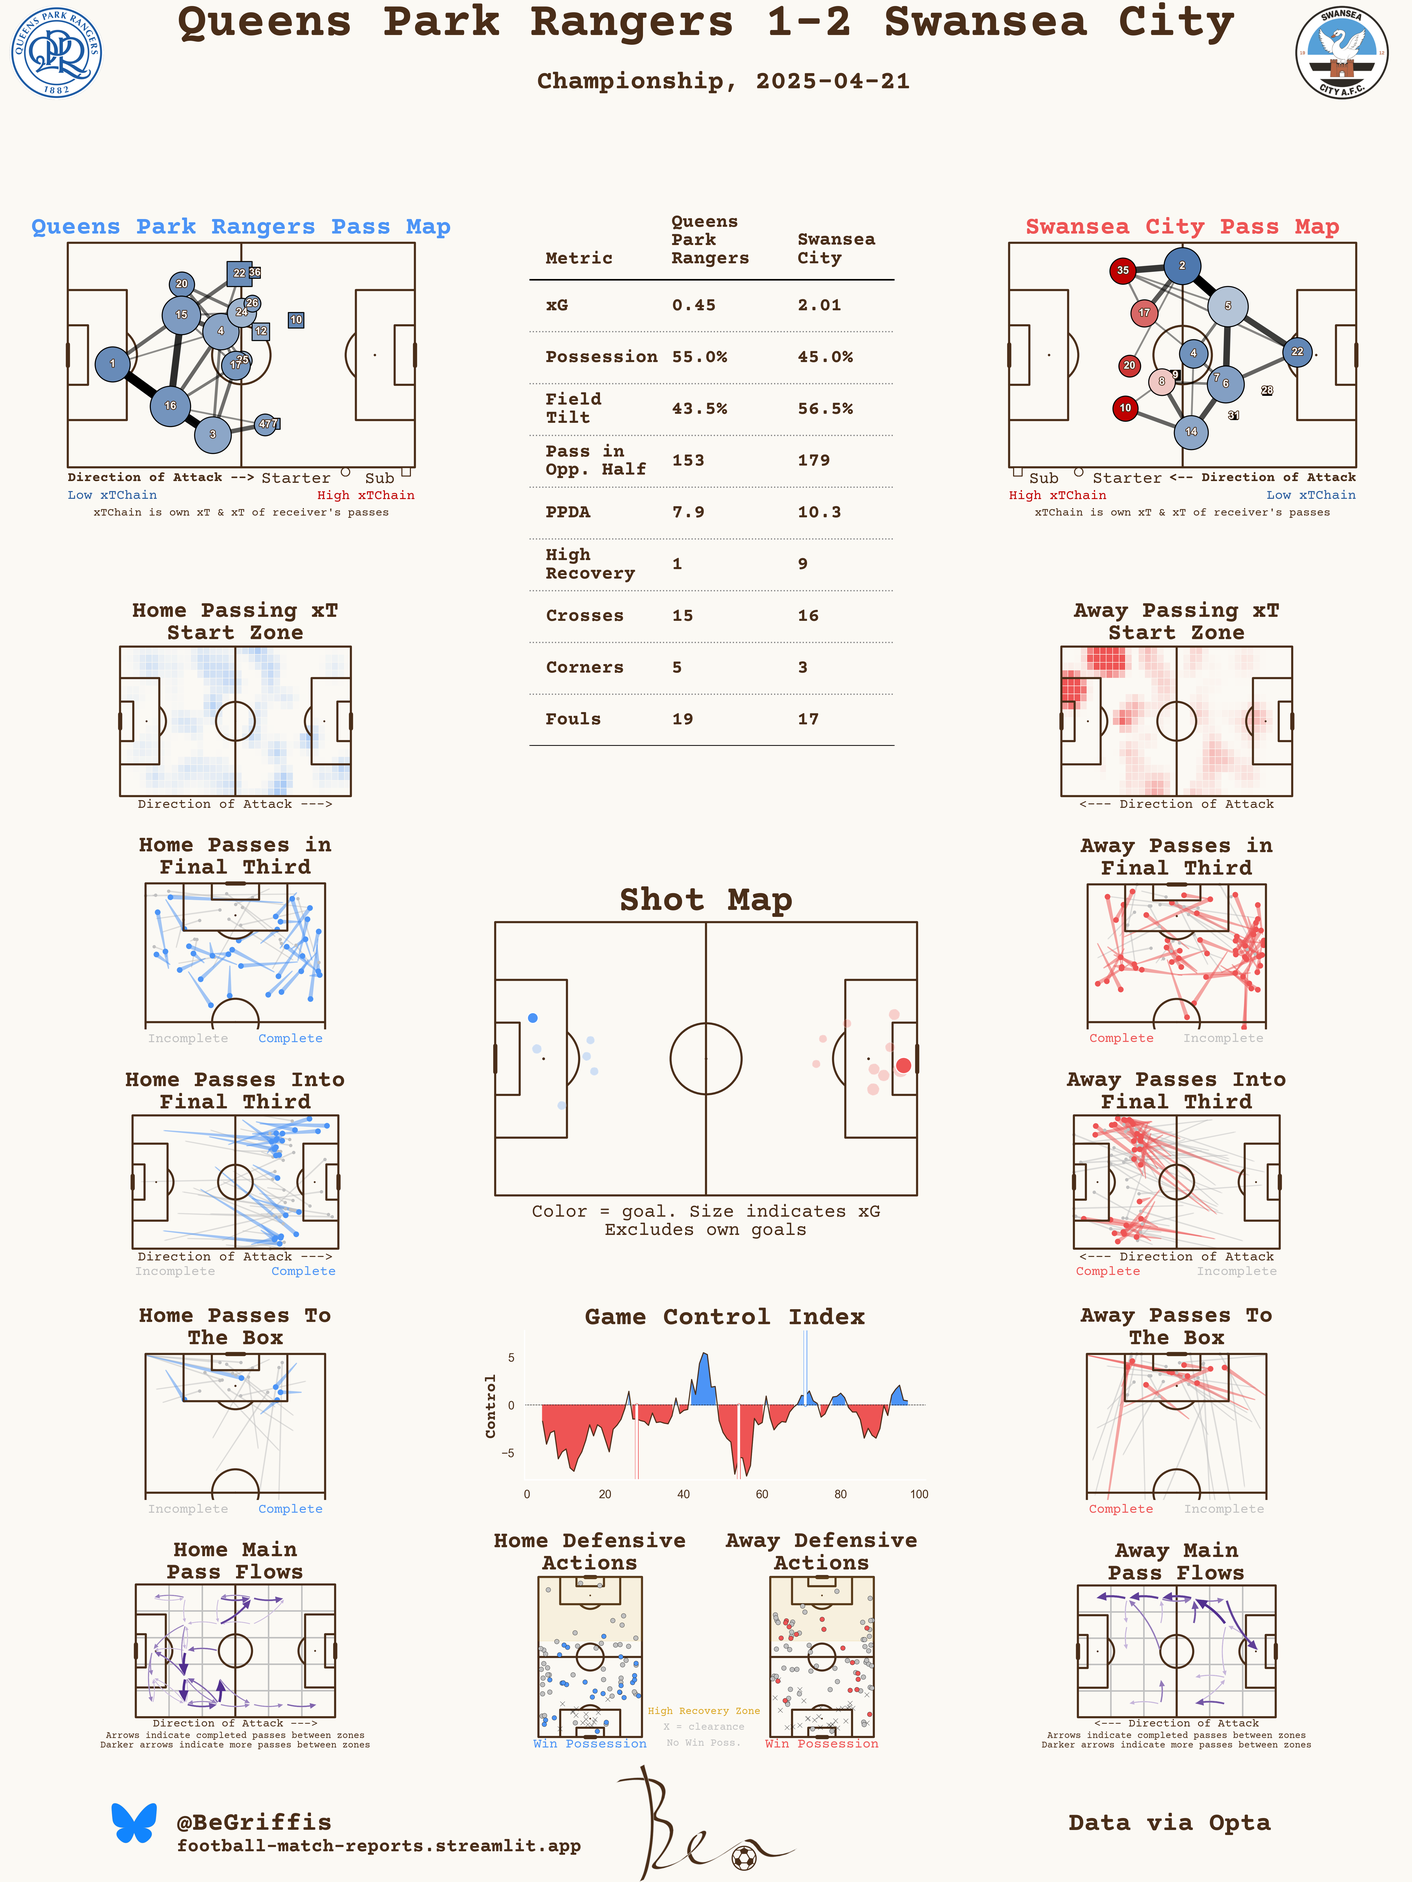 Queens Park Rangers 1-2 Swansea City
Championship, 2025-04-21
QUEENS PARK RANGERS
1882
SWANSEA
CITY A.F.C.
Queens Park Rangers Pass Map
20
22
36
15
26
24
4
12
10
1
25
17
16
3
47
7
Direction of Attack --> Starter Sub
Low xTChain High xTChain
xTChain is own xT & xT of receiver's passes
Metric Queens Park Rangers Swansea City
xG 0.45 2.01
Possession 55.0% 45.0%
Field Tilt 43.5% 56.5%
Pass in Opp. Half 153 179
PPDA 7.9 10.3
High Recovery 1 9
Crosses 15 16
Corners 5 3
Fouls 19 17
Swansea City Pass Map
35
2
17
5
4
22
20
9
8
7
6
28
10
31
14
Sub Starter <-- Direction of Attack
High xTChain Low xTChain
xTChain is own xT & xT of receiver's passes
Home Passing xT
Start Zone
Direction of Attack --->
Away Passing xT
Start Zone
<--- Direction of Attack
Home Passes in
Final Third
Incomplete Complete
Away Passes in
Final Third
Complete Incomplete
Shot Map
Color = goal. Size indicates xG
Excludes own goals
Home Passes Into
Final Third
Direction of Attack --->
Incomplete Complete
Away Passes Into
Final Third
<--- Direction of Attack
Complete Incomplete
Home Passes To
The Box
Incomplete Complete
Game Control Index
Control
5
0
−5
0 20 40 60 80 100
Away Passes To
The Box
Complete Incomplete
Home Main
Pass Flows
Direction of Attack --->
Arrows indicate completed passes between zones
Darker arrows indicate more passes between zones
Home Defensive
Actions
Win Possession
High Recovery Zone
X = clearance
No Win Poss.
Away Defensive
Actions
Win Possession
Away Main
Pass Flows
<--- Direction of Attack
Arrows indicate completed passes between zones
Darker arrows indicate more passes between zones
@BeGriffis
football-match-reports.streamlit.app
Ben
Data via Opta